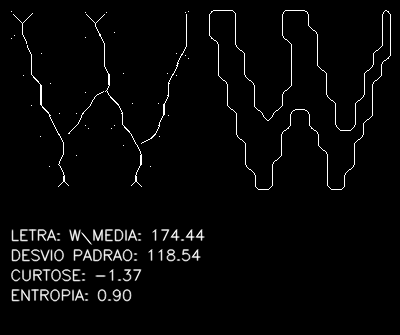 W W
LETRA: W\MEDIA: 174.44
DESVIO PADRAO: 118.54
CURTOSE: -1.37
ENTROPIA: 0.90